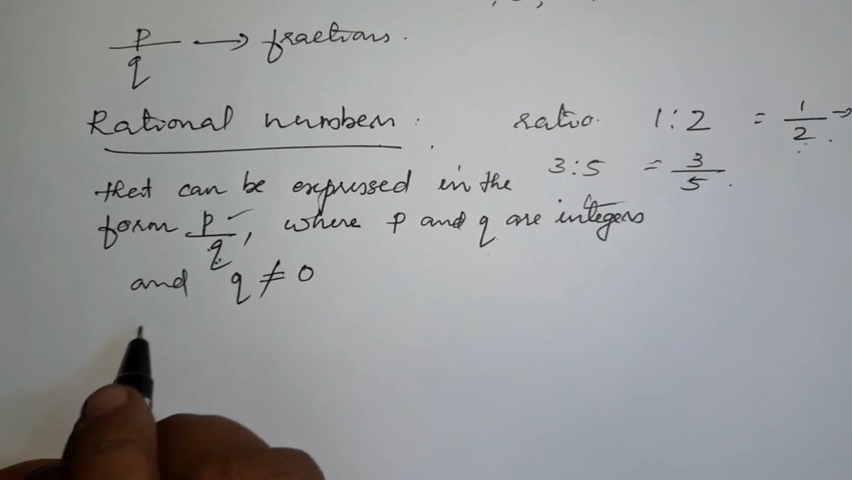 p/q → fractions.
Rational numbers : ratio. 1:2 = 1/2 →
that can be expressed in the 3:5 = 3/5.
form p/q, where p and q are integers
and q ≠ 0